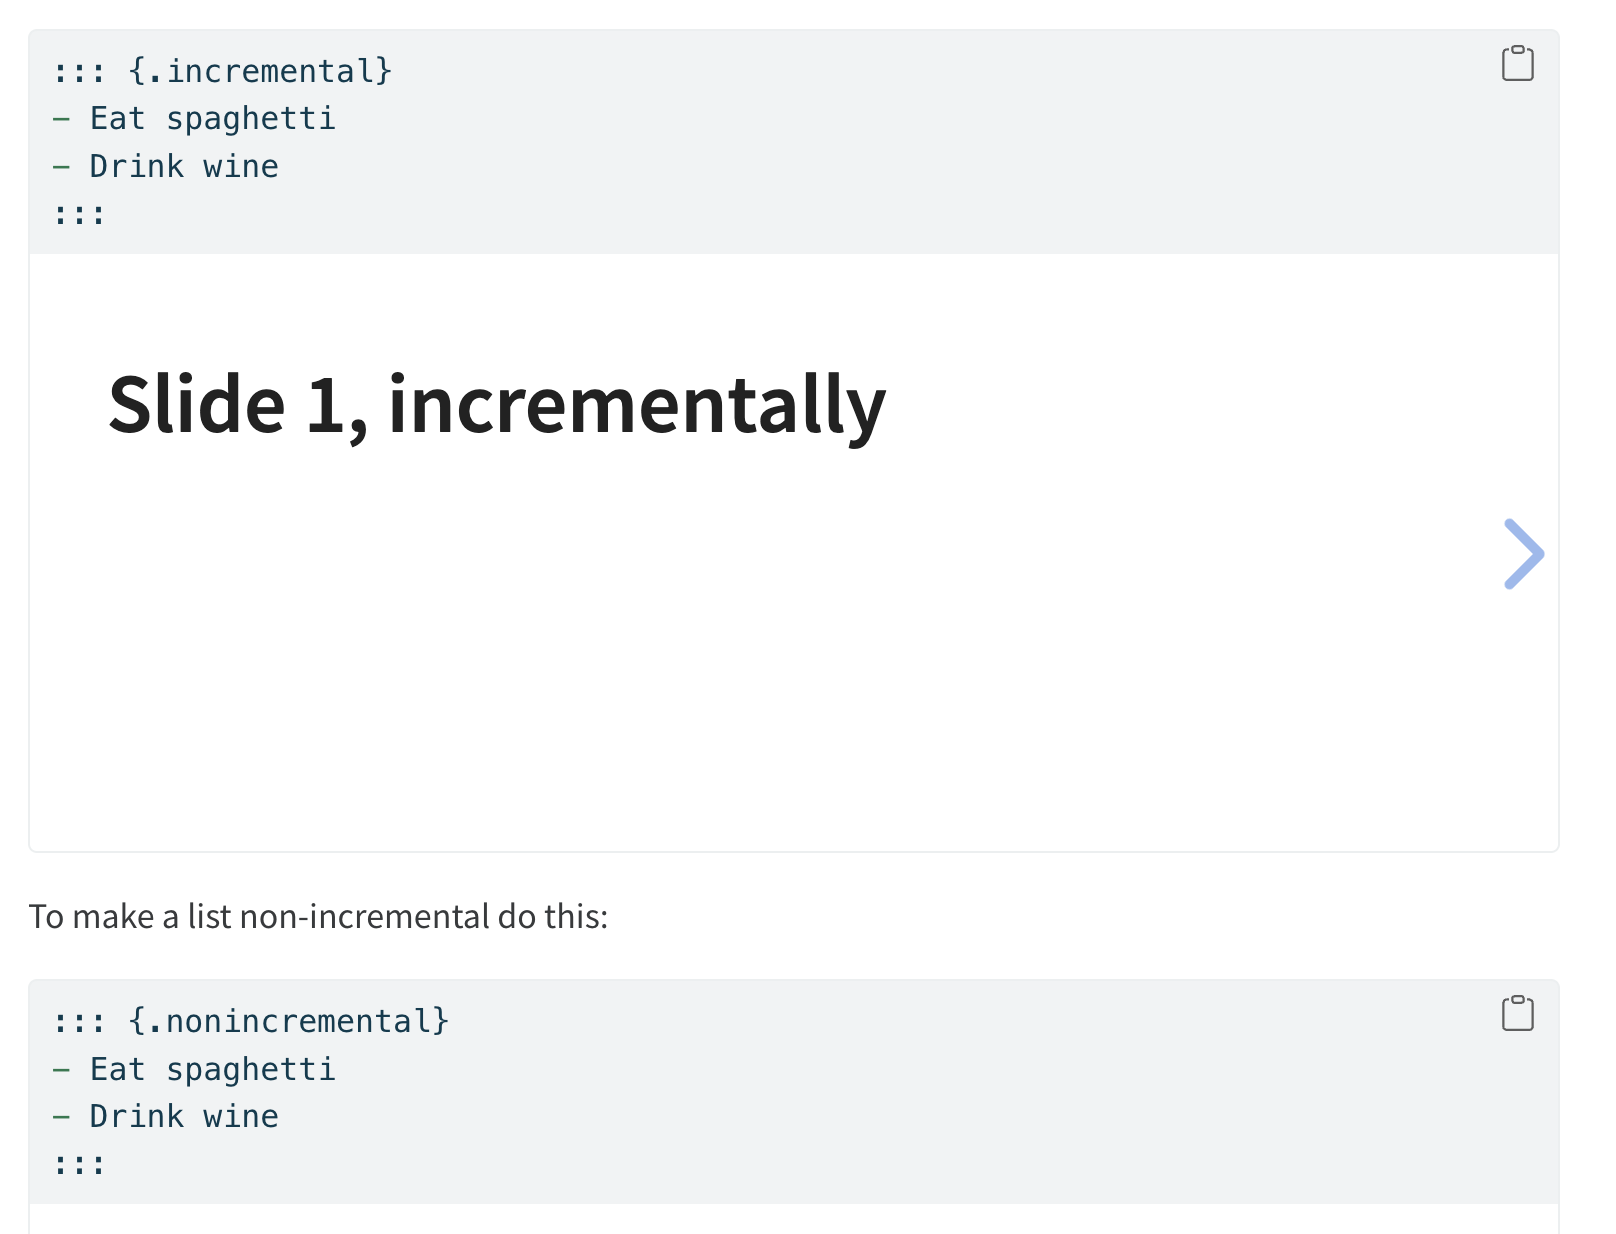 ::: {.incremental}
- Eat spaghetti
- Drink wine
:::
Slide 1, incrementally
To make a list non-incremental do this:
::: {.nonincremental}
- Eat spaghetti
- Drink wine
:::